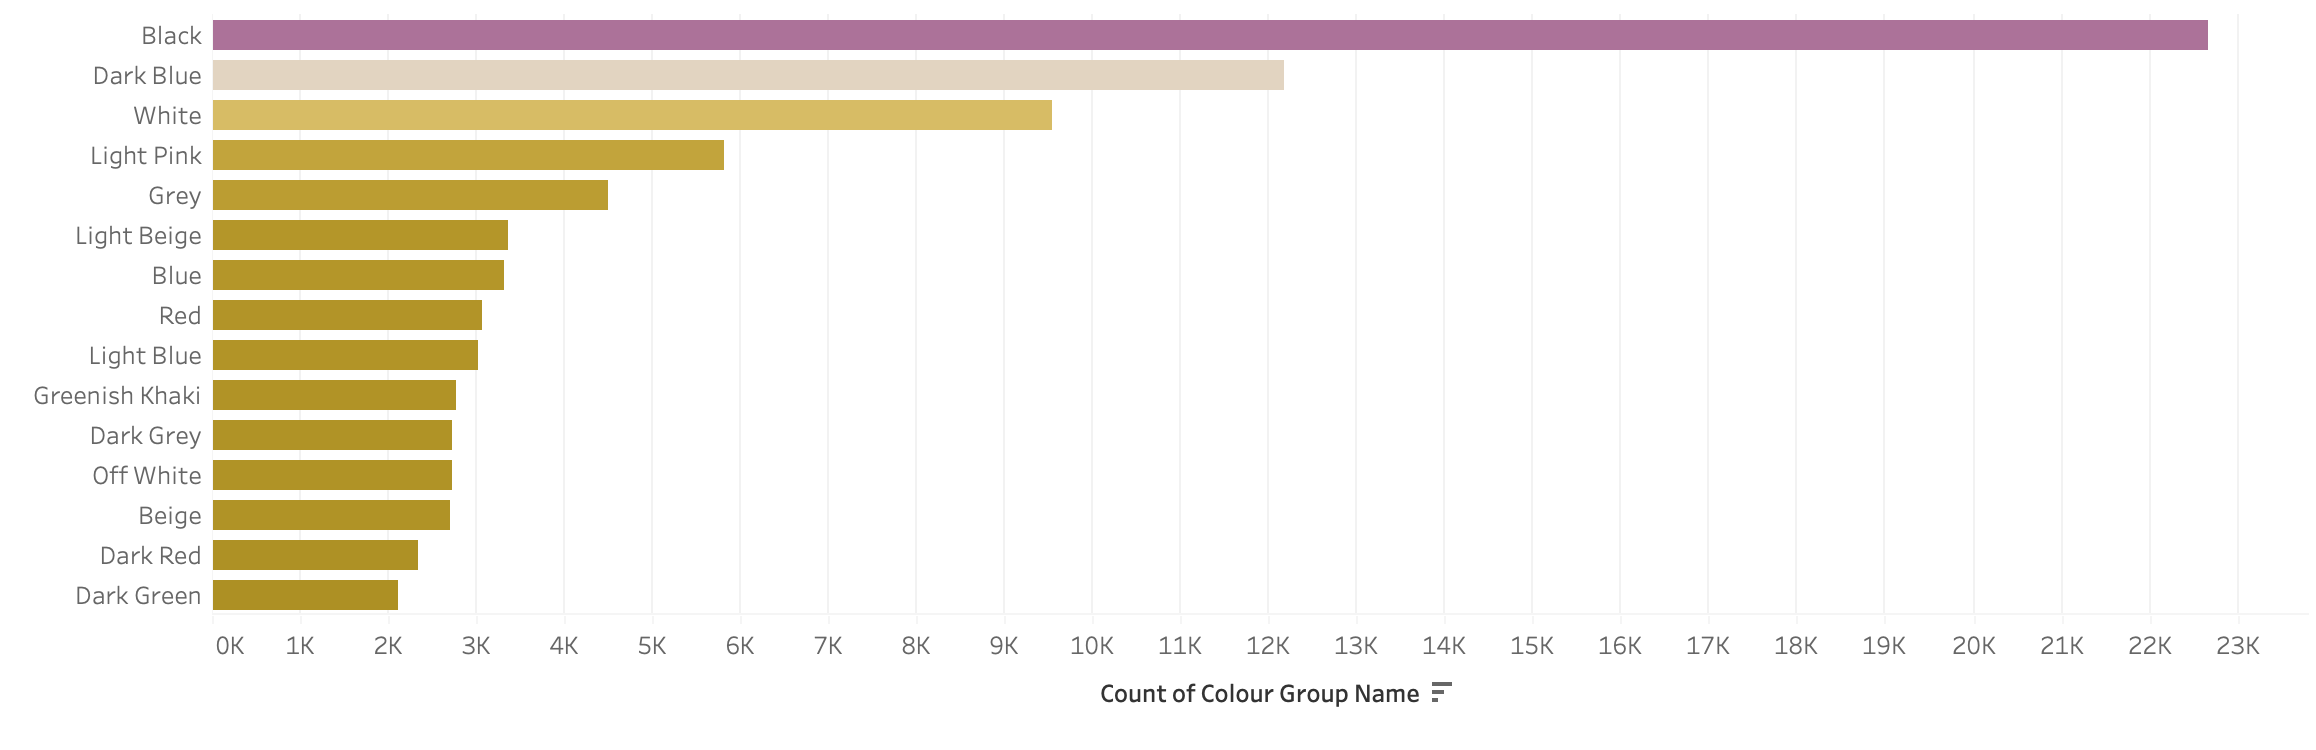 Black
Dark Blue
White
Light Pink
Grey
Light Beige
Blue
Red
Light Blue
Greenish Khaki
Dark Grey
Off White
Beige
Dark Red
Dark Green
0K 1K 2K 3K 4K 5K 6K 7K 8K 9K 10K 11K 12K 13K 14K 15K 16K 17K 18K 19K 20K 21K 22K 23K
Count of Colour Group Name